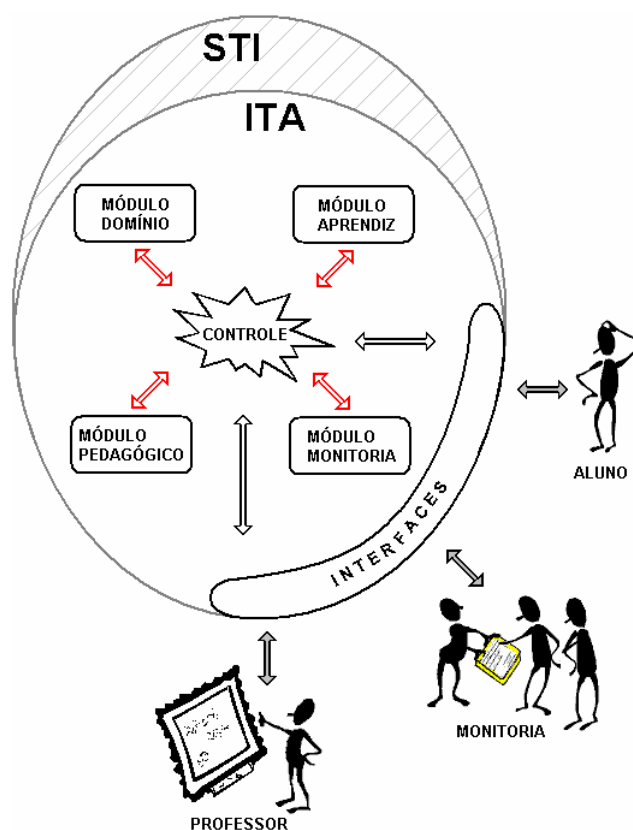 STI
ITA
MÓDULO
DOMÍNIO
MÓDULO
APRENDIZ
CONTROLE
MÓDULO
PEDAGÓGICO
MÓDULO
MONITORIA
INTERFACES
ALUNO
MONITORIA
PROFESSOR